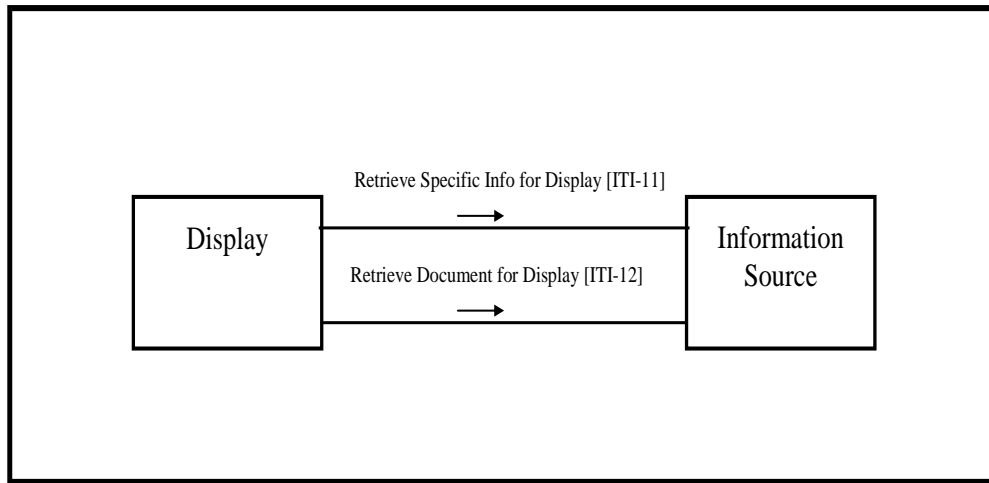 Retrieve Specific Info for Display [ITI-11]
Display
Information
Source
Retrieve Document for Display [ITI-12]